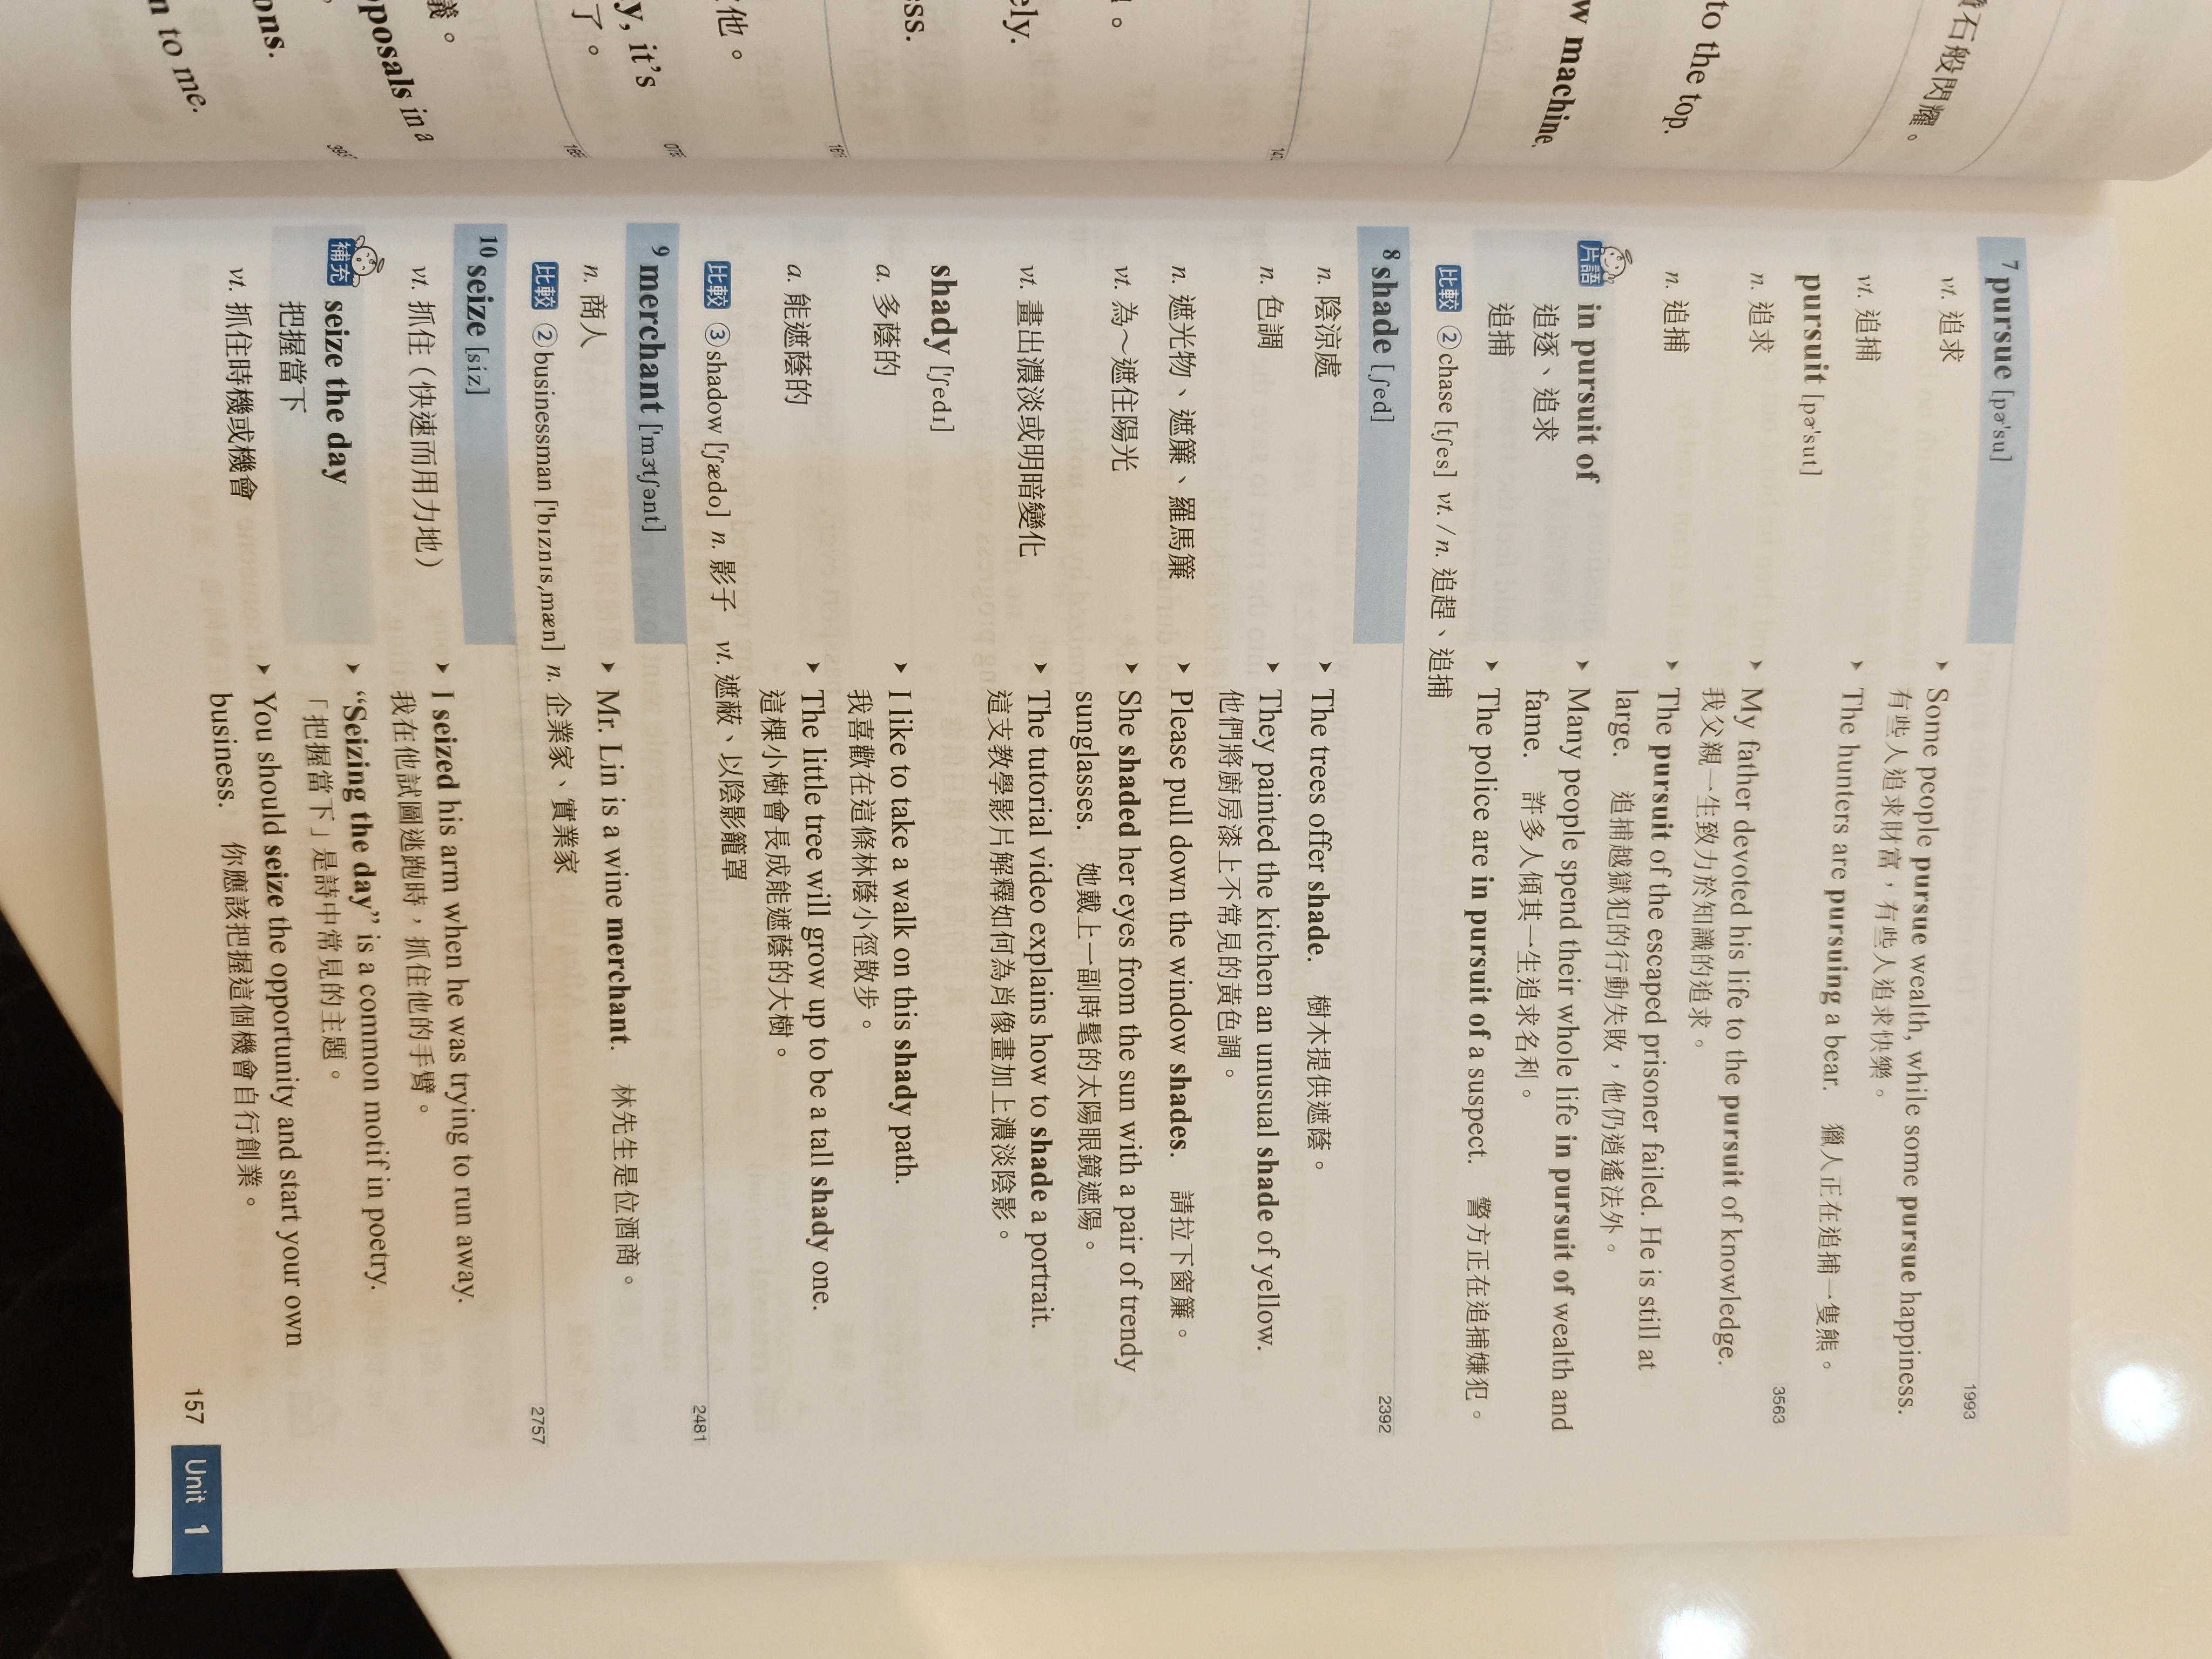 7 pursue [pɚˈsu]
1993
vt. 追求
➤ Some people pursue wealth, while some pursue happiness.
有些人追求財富，有些人追求快樂。
vt. 追捕
➤ The hunters are pursuing a bear. 獵人正在追捕一隻熊。
pursuit [pɚˈsut]
3563
n. 追求
➤ My father devoted his life to the pursuit of knowledge.
我父親一生致力於知識的追求。
n. 追捕
➤ The pursuit of the escaped prisoner failed. He is still at
large. 追捕越獄犯的行動失敗，他仍逍遙法外。
片語 in pursuit of
追逐、追求
➤ Many people spend their whole life in pursuit of wealth and
fame. 許多人傾其一生追求名利。
追捕
➤ The police are in pursuit of a suspect. 警方正在追捕嫌犯。
比較 ② chase [tʃes] vt. / n. 追趕、追捕
8 shade [ʃed]
2392
n. 陰涼處
➤ The trees offer shade. 樹木提供遮蔭。
n. 色調
➤ They painted the kitchen an unusual shade of yellow.
他們將廚房漆上不常見的黃色調。
n. 遮光物、遮簾、羅馬簾
➤ Please pull down the window shades. 請拉下窗簾。
vt. 為～遮住陽光
➤ She shaded her eyes from the sun with a pair of trendy
sunglasses. 她戴上一副時髦的太陽眼鏡遮陽。
vt. 畫出濃淡或明暗變化
➤ The tutorial video explains how to shade a portrait.
這支教學影片解釋如何為肖像畫加上濃淡陰影。
shady [ˈʃedɪ]
a. 多蔭的
➤ I like to take a walk on this shady path.
我喜歡在這條林蔭小徑散步。
a. 能遮蔭的
➤ The little tree will grow up to be a tall shady one.
這棵小樹會長成能遮蔭的大樹。
比較 ③ shadow [ˈʃædo] n. 影子 vt. 遮蔽、以陰影籠罩
9 merchant [ˈmɝtʃənt]
2481
n. 商人
➤ Mr. Lin is a wine merchant. 林先生是位酒商。
比較 ② businessman [ˈbɪznɪsˌmæn] n. 企業家、實業家
10 seize [siz]
2757
vt. 抓住（快速而用力地）
➤ I seized his arm when he was trying to run away.
我在他試圖逃跑時，抓住他的手臂。
補充 seize the day
把握當下
➤ “Seizing the day” is a common motif in poetry.
「把握當下」是詩中常見的主題。
vt. 抓住時機或機會
➤ You should seize the opportunity and start your own
business. 你應該把握這個機會自行創業。
157 Unit 1
石般閃耀。
to the top.
w machine
ely.
ess.
他。
y, it’s
了。
posals in a
議。
ons.
n to me.